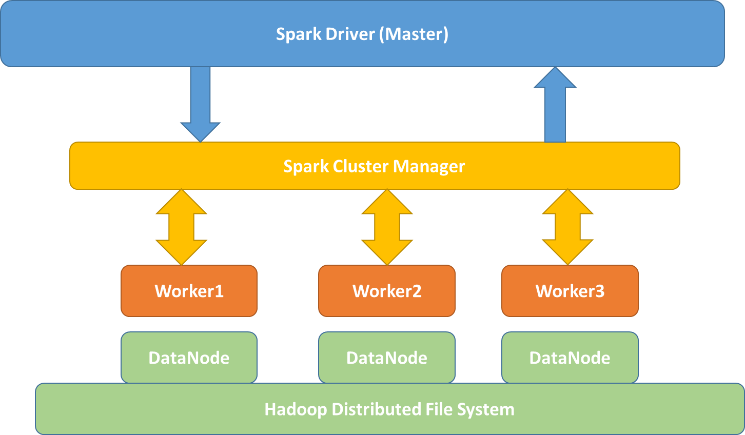 Spark Driver (Master)
Spark Cluster Manager
Worker1
Worker2
Worker3
DataNode
DataNode
DataNode
Hadoop Distributed File System